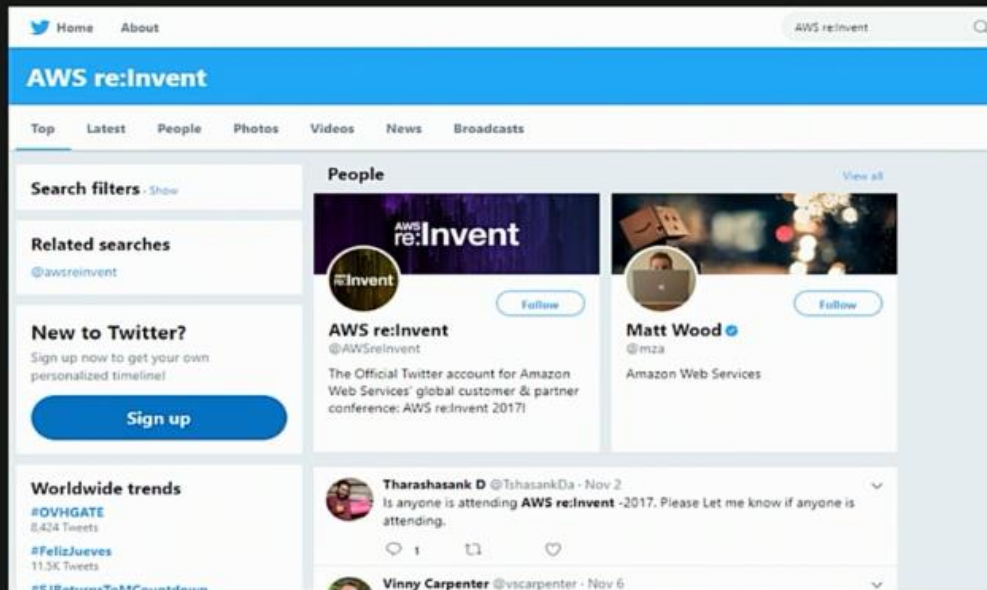 Home About
AWS re:Invent
AWS re:Invent
Top Latest People Photos Videos News Broadcasts
Search filters · Show
Related searches
@awsreinvent
New to Twitter?
Sign up now to get your own
personalized timeline!
Sign up
Worldwide trends
#OVHGATE
8,424 Tweets
#FelizJueves
11.5K Tweets
#SJReturnsToMCountdown
People
View all
AWS
re:Invent
re:Invent
Follow
AWS re:Invent
@AWSreInvent
The Official Twitter account for Amazon
Web Services' global customer & partner
conference: AWS re:Invent 2017!
Follow
Matt Wood
@mza
Amazon Web Services
Tharashasank D @TshasankDa · Nov 2
Is anyone is attending AWS re:Invent -2017. Please Let me know if anyone is
attending.
1
Vinny Carpenter @vscarpenter · Nov 6